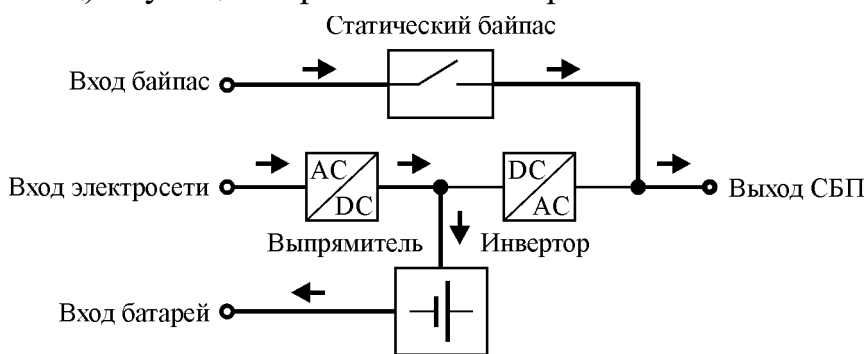 Статический байпас
Вход байпас
Вход электросети
AC
DC
DC
AC
Выход СБП
Выпрямитель
Инвертор
Вход батарей